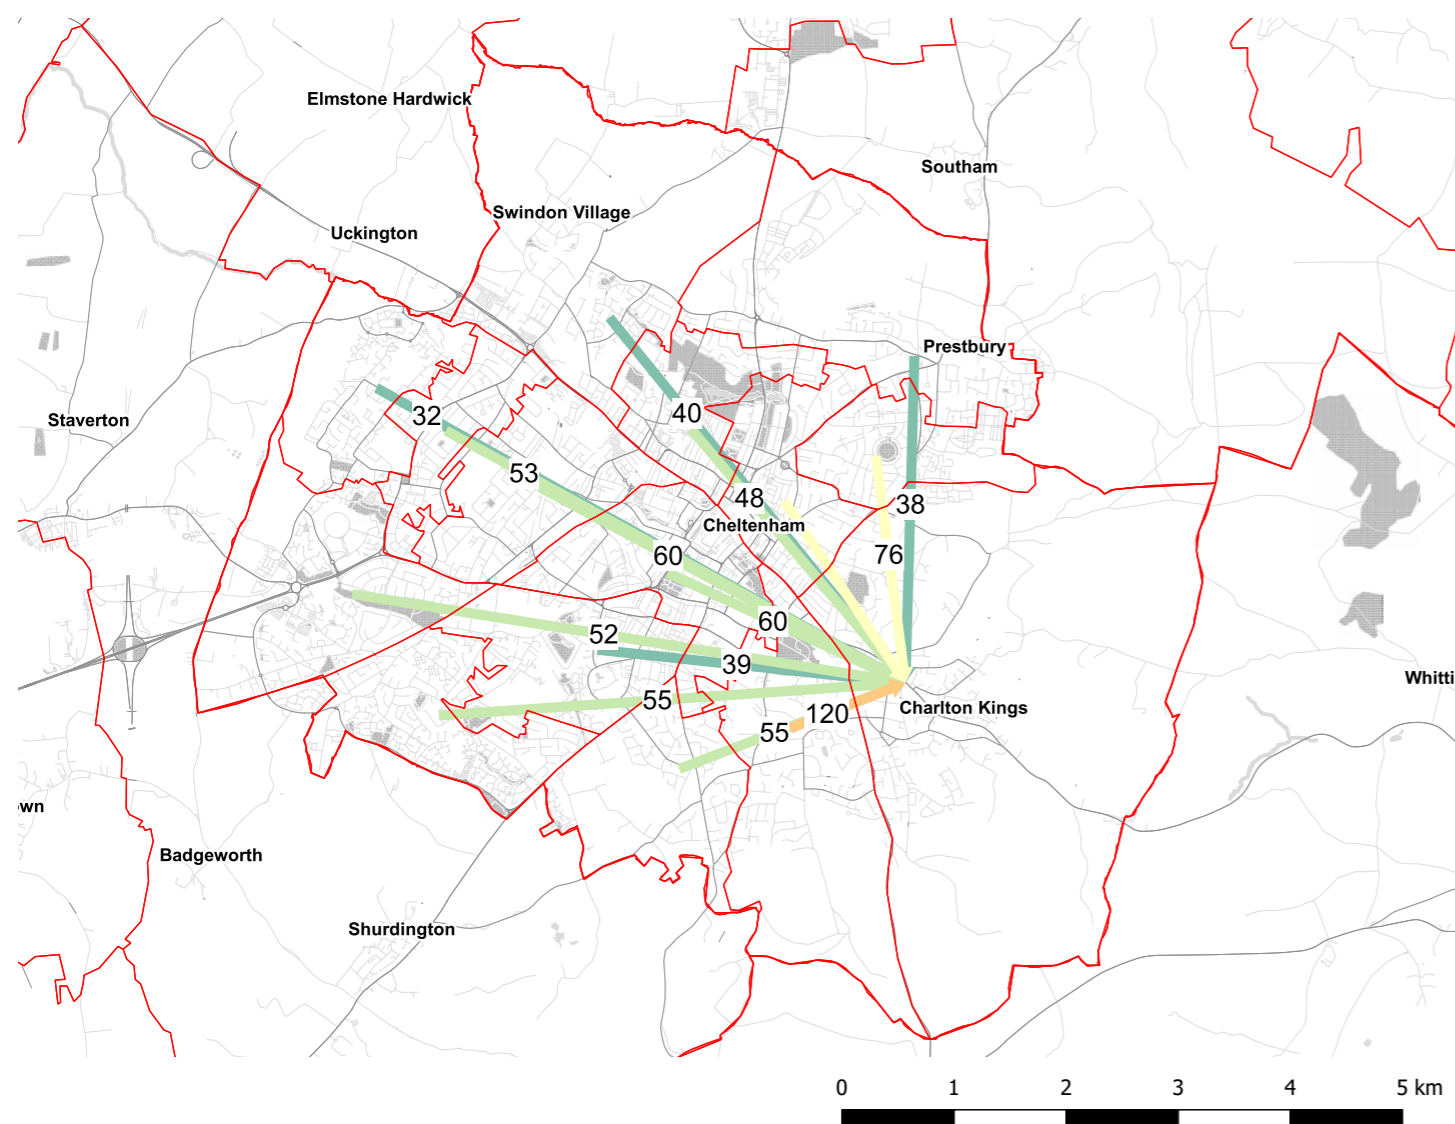 Elmstone Hardwick
Southam
Swindon Village
Uckington
Prestbury
40
32
Staverton
53
48
38
Cheltenham
76
60
60
52
39
Whitti
55
Charlton Kings
120
55
own
Badgeworth
Shurdington
0 1 2 3 4 5 km